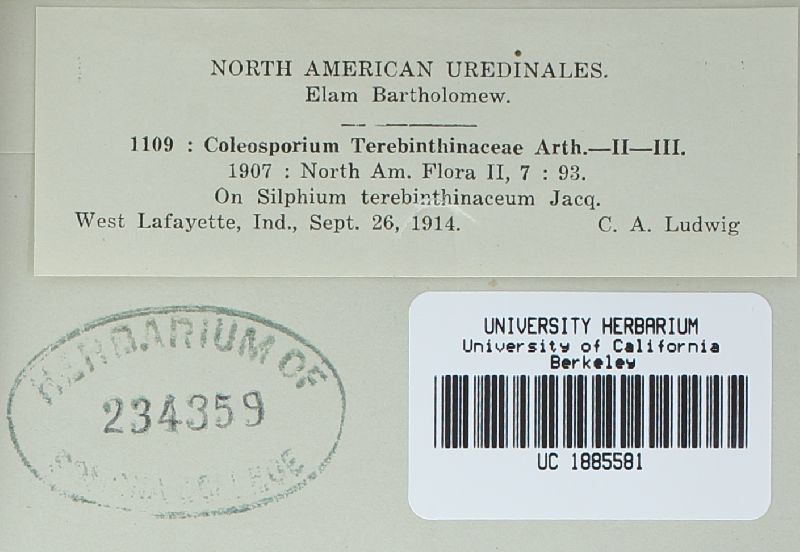 NORTH AMERICAN UREDINALES.
Elam Bartholomew.
1109 : Coleosporium Terebinthinaceae Arth.—II—III.
1907 : North Am. Flora II, 7 : 93.
On Silphium terebinthinaceum Jacq.
West Lafayette, Ind., Sept. 26, 1914. C. A. Ludwig
HERBARIUM OF
234359
COLLEGE
UNIVERSITY HERBARIUM
University of California
Berkeley
UC 1885581